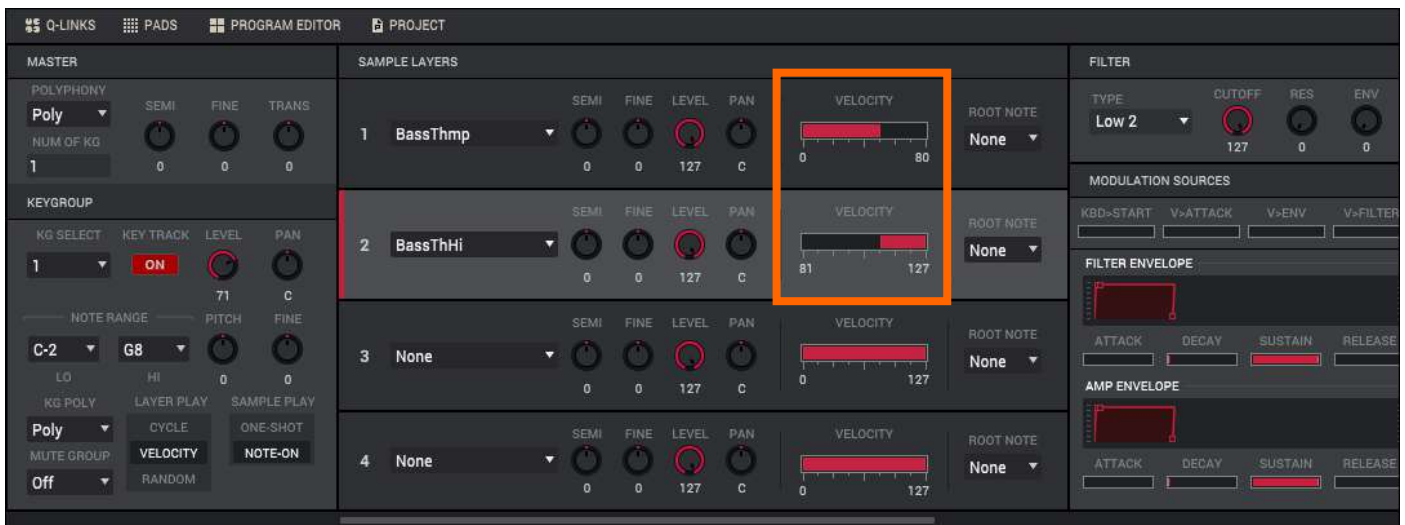 Q-LINKS PADS PROGRAM EDITOR PROJECT
MASTER
POLYPHONY
Poly SEMI FINE TRANS
NUM OF KG
1 0 0 0
KEYGROUP
KG SELECT KEY TRACK LEVEL PAN
1 ON
71 C
NOTE RANGE PITCH FINE
C-2 G8
LO HI 0 0
KG POLY LAYER PLAY SAMPLE PLAY
Poly CYCLE ONE-SHOT
MUTE GROUP VELOCITY NOTE-ON
Off RANDOM
SAMPLE LAYERS
SEMI FINE LEVEL PAN VELOCITY ROOT NOTE
1 BassThmp None
0 0 127 C 0 80
SEMI FINE LEVEL PAN VELOCITY ROOT NOTE
2 BassThHi None
0 0 127 C 81 127
SEMI FINE LEVEL PAN VELOCITY ROOT NOTE
3 None None
0 0 127 C 0 127
SEMI FINE LEVEL PAN VELOCITY ROOT NOTE
4 None None
0 0 127 C 0 127
FILTER
TYPE CUTOFF RES ENV
Low 2
127 0 0
MODULATION SOURCES
KBD>START V>ATTACK V>ENV V>FILTER
FILTER ENVELOPE
ATTACK DECAY SUSTAIN RELEASE
AMP ENVELOPE
ATTACK DECAY SUSTAIN RELEASE